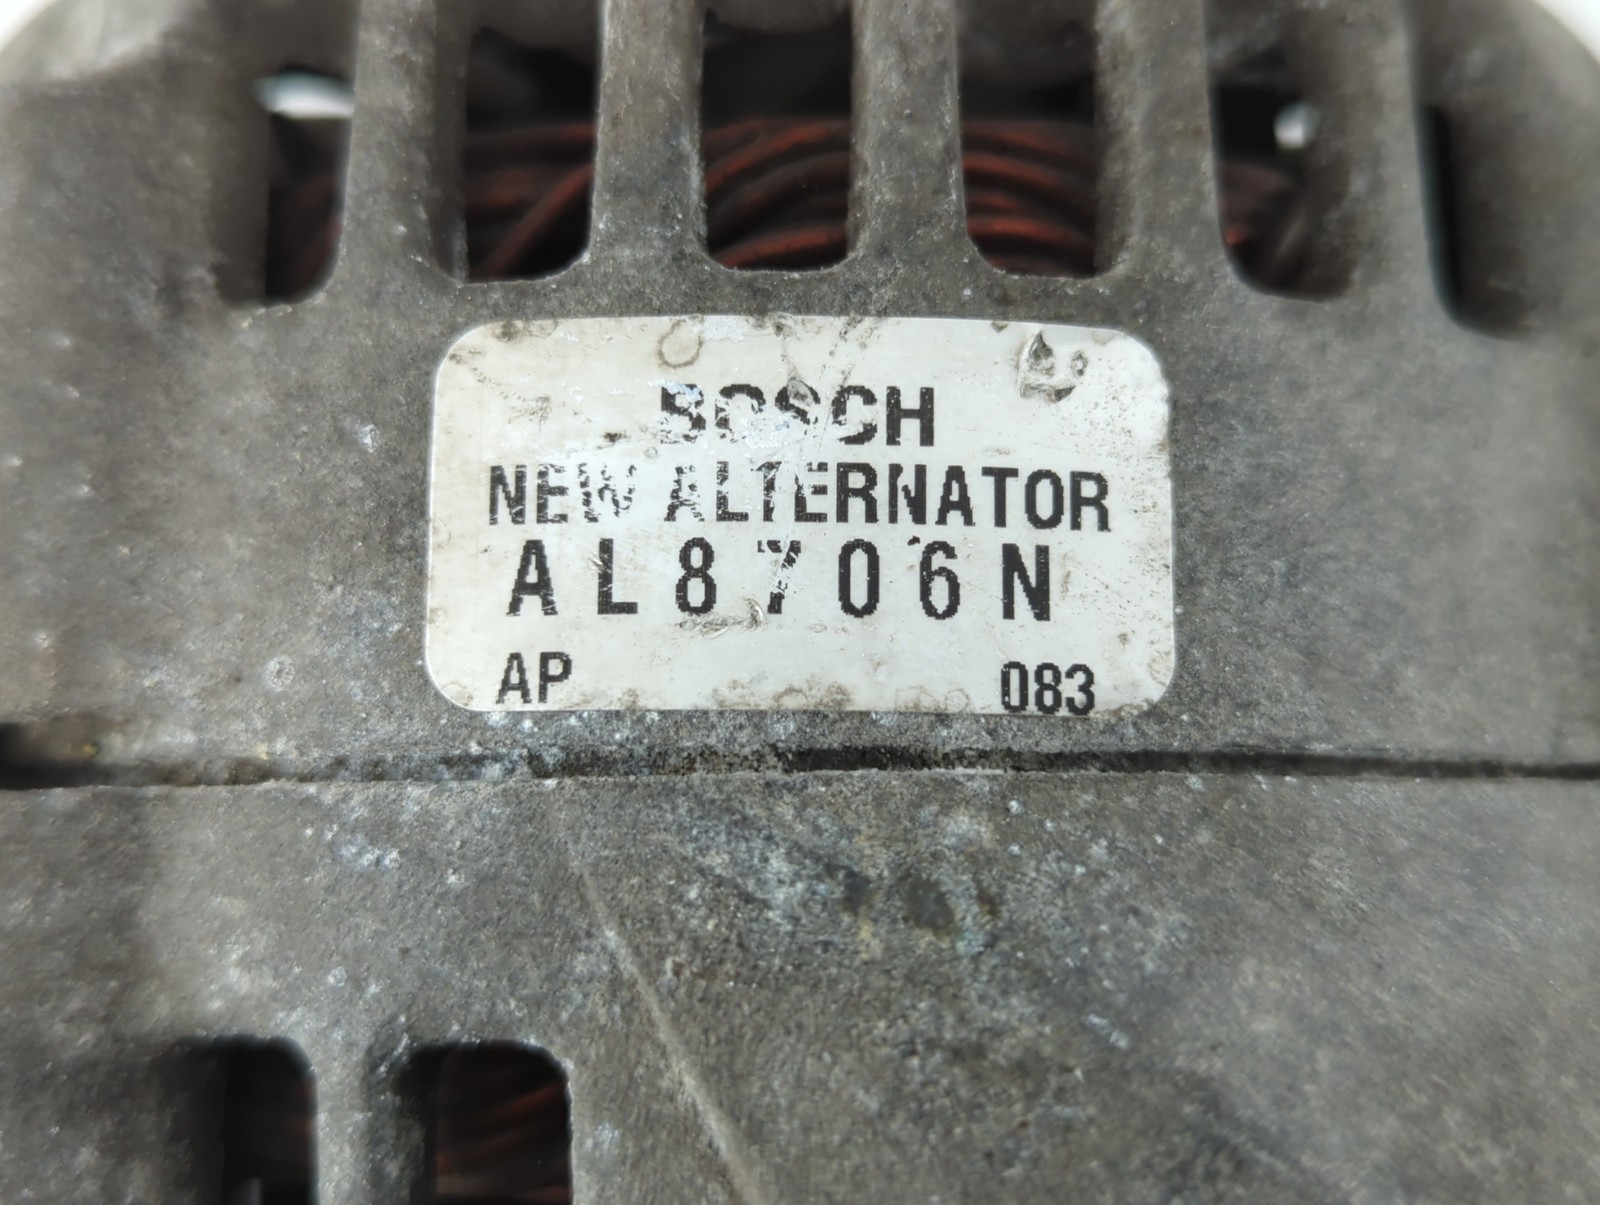 BOSCH
NEW ALTERNATOR
AL8706N
AP 083